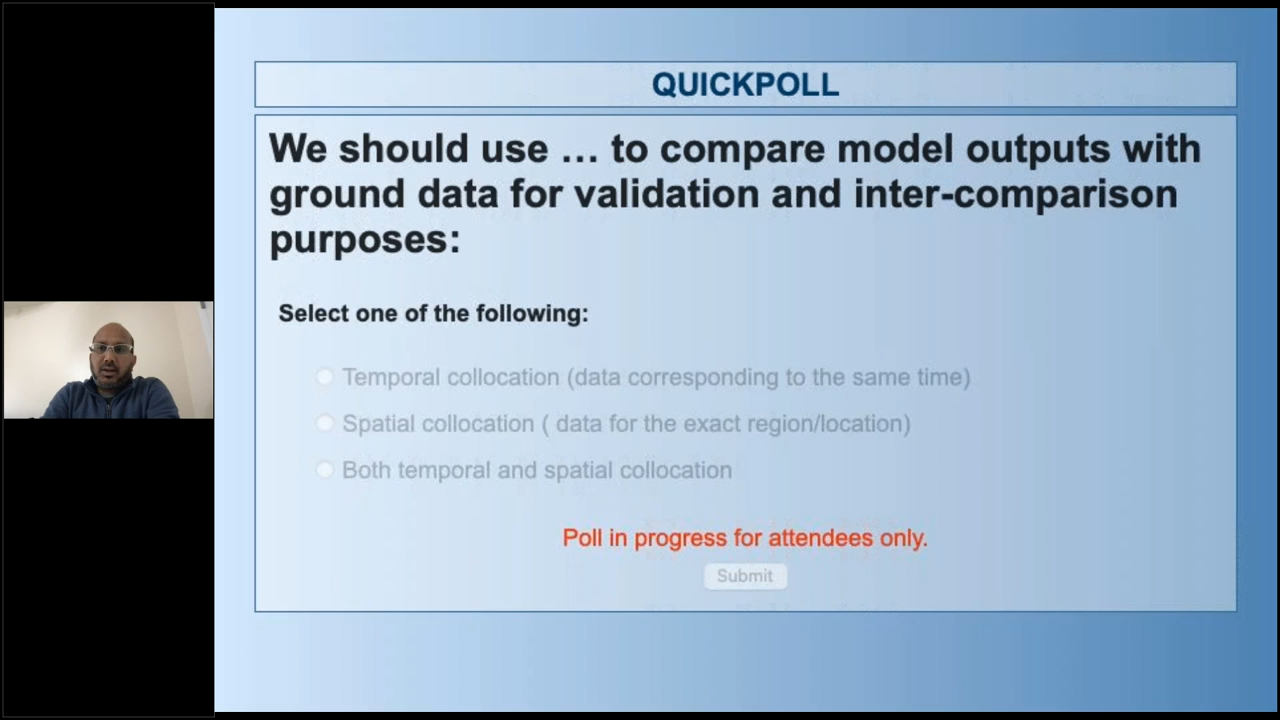 QUICKPOLL
We should use … to compare model outputs with
ground data for validation and inter-comparison
purposes:
Select one of the following:
Temporal collocation (data corresponding to the same time)
Spatial collocation ( data for the exact region/location)
Both temporal and spatial collocation
Poll in progress for attendees only.
Submit